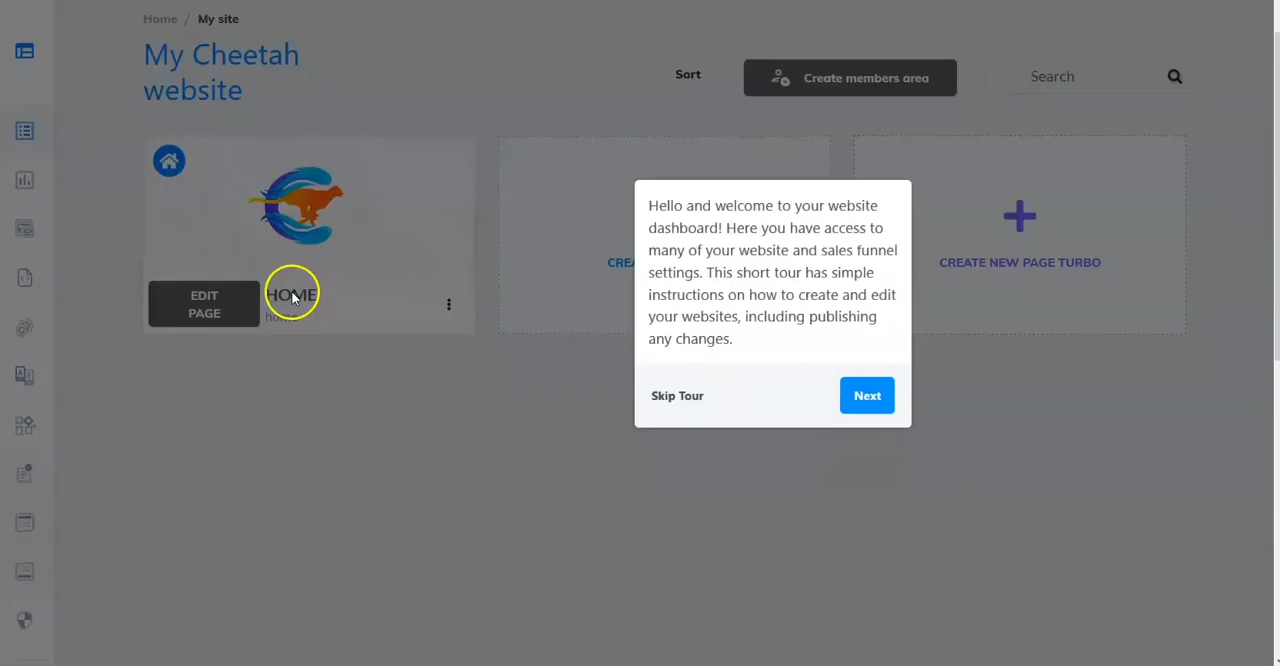 Home / My site
My Cheetah
website
Sort
Create members area
Search
HOME
home
EDIT
PAGE
CREA
CREATE NEW PAGE TURBO
Hello and welcome to your website
dashboard! Here you have access to
many of your website and sales funnel
settings. This short tour has simple
instructions on how to create and edit
your websites, including publishing
any changes.
Skip Tour
Next